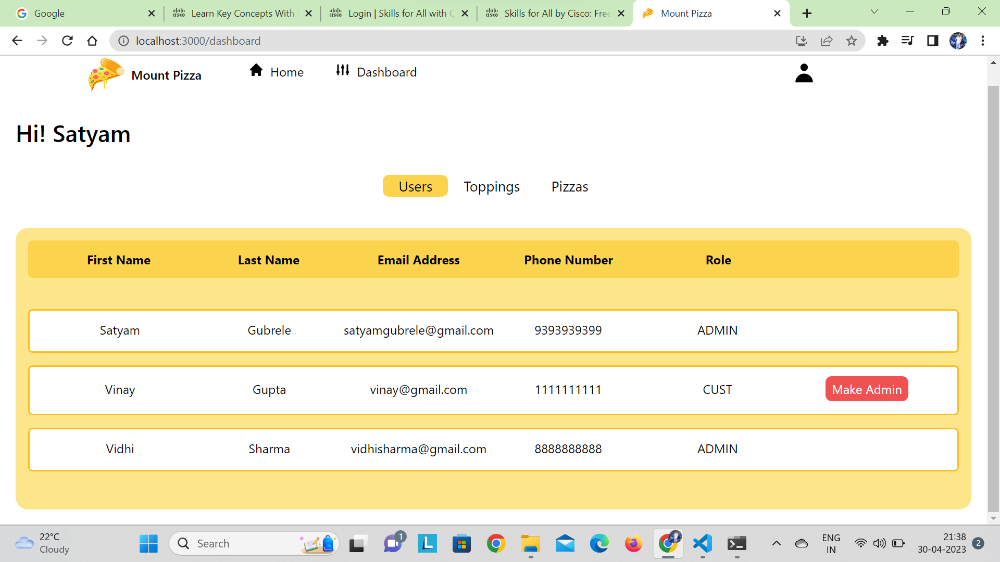 Google
Learn Key Concepts With
Login | Skills for All with C
Skills for All by Cisco: Free
Mount Pizza
localhost:3000/dashboard
Mount Pizza
Home
Dashboard
Hi! Satyam
Users Toppings Pizzas
First Name Last Name Email Address Phone Number Role
Satyam Gubrele satyamgubrele@gmail.com 9393939399 ADMIN
Vinay Gupta vinay@gmail.com 1111111111 CUST Make Admin
Vidhi Sharma vidhisharma@gmail.com 8888888888 ADMIN
22°C
Cloudy
Search
1
L
ENG
IN
21:38
30-04-2023
2